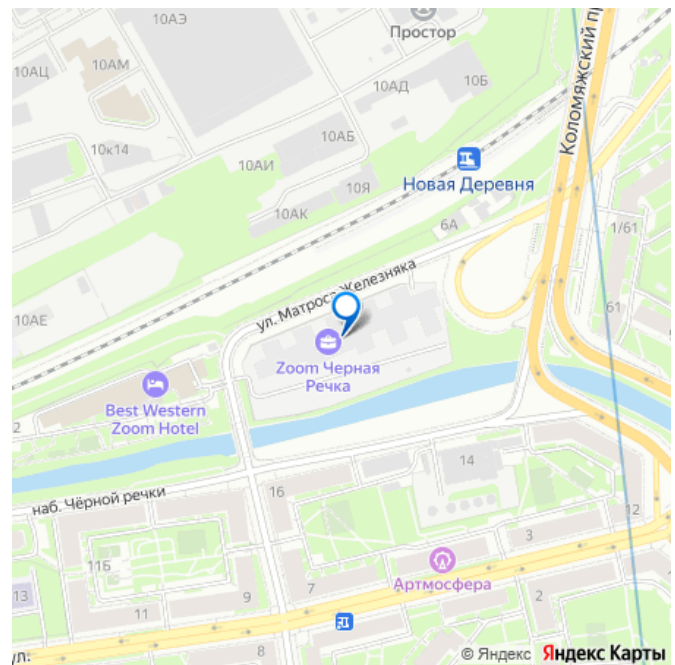 10АЭ
Простор
10АЦ
10АМ
10АД
10Б
Коломяжский пр
10АБ
10к14
10АИ
10Я
Новая Деревня
10АК
6А
1/61
ул. Матроса Железняка
61
10АЕ
Zoom Черная
Речка
Best Western
Zoom Hotel
2
14
16
наб. Чёрной речки
12
3
11Б
Артмосфера
13
9
7
2
11
8
ул:
© Яндекс Яндекс Карты